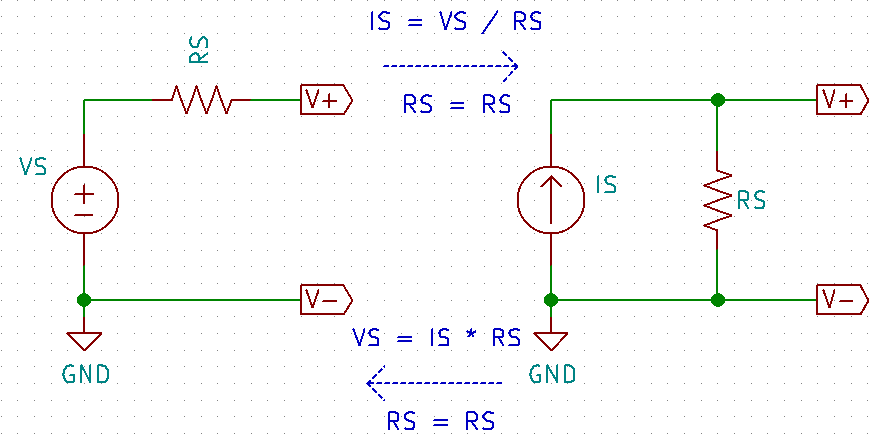 IS = VS / RS
RS
RS = RS
V+
V+
VS
IS
RS
V-
V-
VS = IS * RS
GND
GND
RS = RS